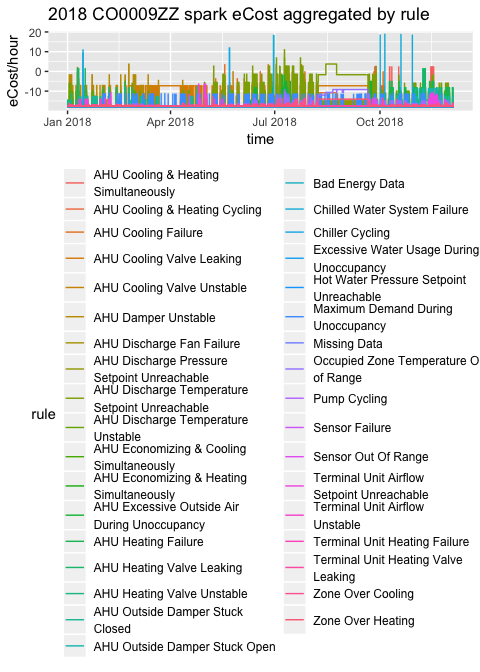 2018 CO0009ZZ spark eCost aggregated by rule
eCost/hour
20
10
0
-10
Jan 2018
Apr 2018
Jul 2018
Oct 2018
time
rule
AHU Cooling & Heating
Simultaneously
AHU Cooling & Heating Cycling
AHU Cooling Failure
AHU Cooling Valve Leaking
AHU Cooling Valve Unstable
AHU Damper Unstable
AHU Discharge Fan Failure
AHU Discharge Pressure
Setpoint Unreachable
AHU Discharge Temperature
Setpoint Unreachable
AHU Discharge Temperature
Unstable
AHU Economizing & Cooling
Simultaneously
AHU Economizing & Heating
Simultaneously
AHU Excessive Outside Air
During Unoccupancy
AHU Heating Failure
AHU Heating Valve Leaking
AHU Heating Valve Unstable
AHU Outside Damper Stuck
Closed
AHU Outside Damper Stuck Open
Bad Energy Data
Chilled Water System Failure
Chiller Cycling
Excessive Water Usage During
Unoccupancy
Hot Water Pressure Setpoint
Unreachable
Maximum Demand During
Unoccupancy
Missing Data
Occupied Zone Temperature O
of Range
Pump Cycling
Sensor Failure
Sensor Out Of Range
Terminal Unit Airflow
Setpoint Unreachable
Terminal Unit Airflow
Unstable
Terminal Unit Heating Failure
Terminal Unit Heating Valve
Leaking
Zone Over Cooling
Zone Over Heating